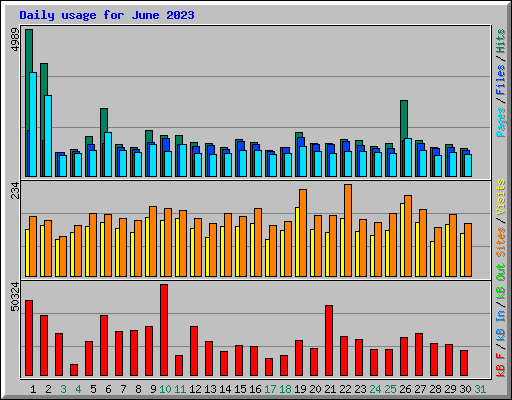 Daily usage for June 2023
4989
Pages / Files / Hits
234
Sites / Visits
50324
kB F / kB In / kB Out
1 2 3 4 5 6 7 8 9 10 11 12 13 14 15 16 17 18 19 20 21 22 23 24 25 26 27 28 29 30 31